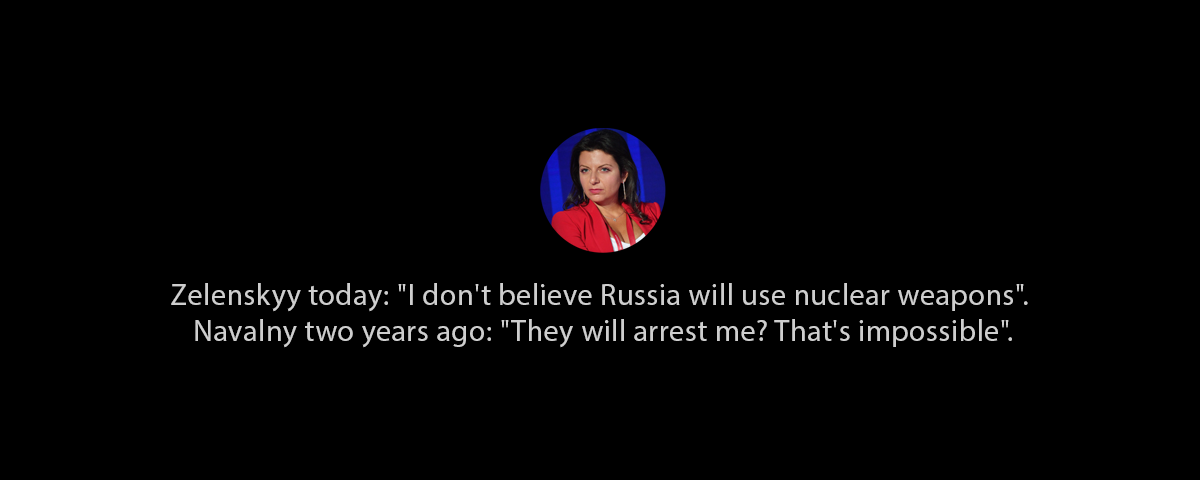 Zelenskyy today: "I don't believe Russia will use nuclear weapons".
Navalny two years ago: "They will arrest me? That's impossible".